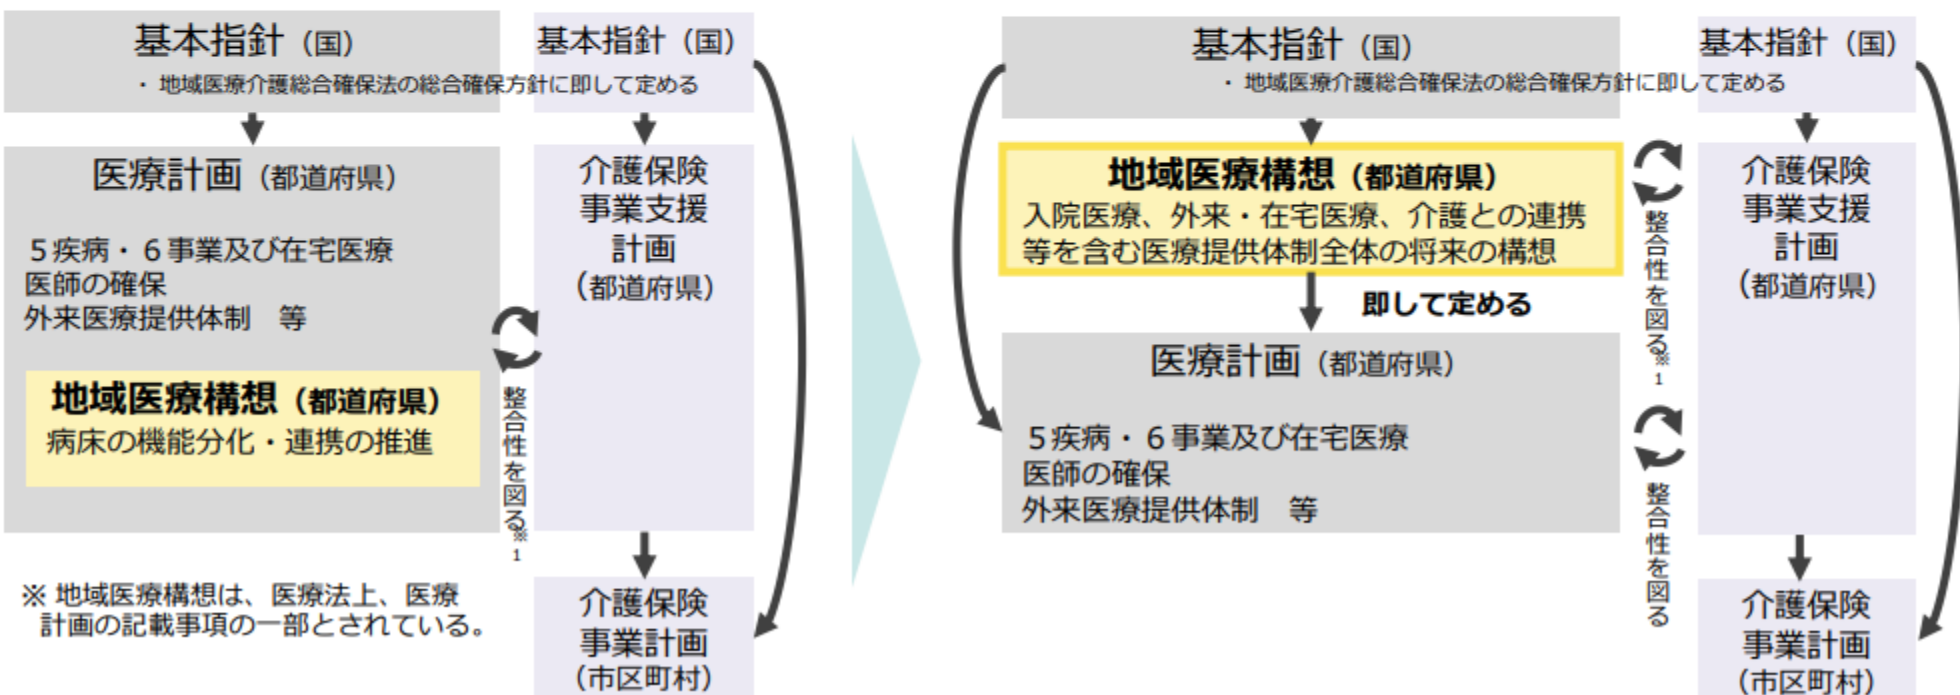 基本指針（国）
・ 地域医療介護総合確保法の総合確保方針に即して定める
基本指針（国）
医療計画（都道府県）
５疾病・６事業及び在宅医療
医師の確保
外来医療提供体制　等
地域医療構想（都道府県）
病床の機能分化・連携の推進
整合性を図る※1
介護保険
事業支援
計画
（都道府県）
介護保険
事業計画
（市区町村）
※ 地域医療構想は、医療法上、医療
計画の記載事項の一部とされている。
基本指針（国）
・ 地域医療介護総合確保法の総合確保方針に即して定める
基本指針（国）
地域医療構想（都道府県）
入院医療、外来・在宅医療、介護との連携
等を含む医療提供体制全体の将来の構想
即して定める
医療計画（都道府県）
５疾病・６事業及び在宅医療
医師の確保
外来医療提供体制　等
整合性を図る※1
整合性を図る
介護保険
事業支援
計画
（都道府県）
介護保険
事業計画
（市区町村）